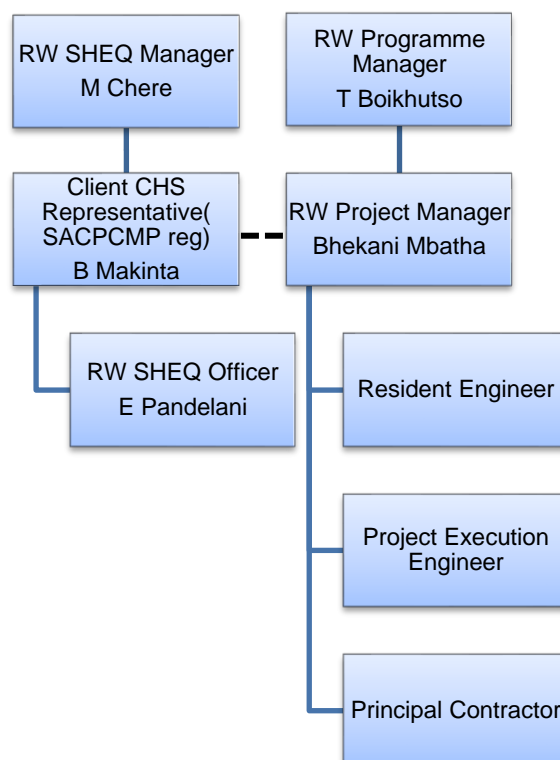 RW SHEQ Manager
M Chere
RW Programme
Manager
T Boikhutso
Client CHS
Representative(
SACPCMP reg)
B Makinta
RW Project Manager
Bhekani Mbatha
RW SHEQ Officer
E Pandelani
Resident Engineer
Project Execution
Engineer
Principal Contractor